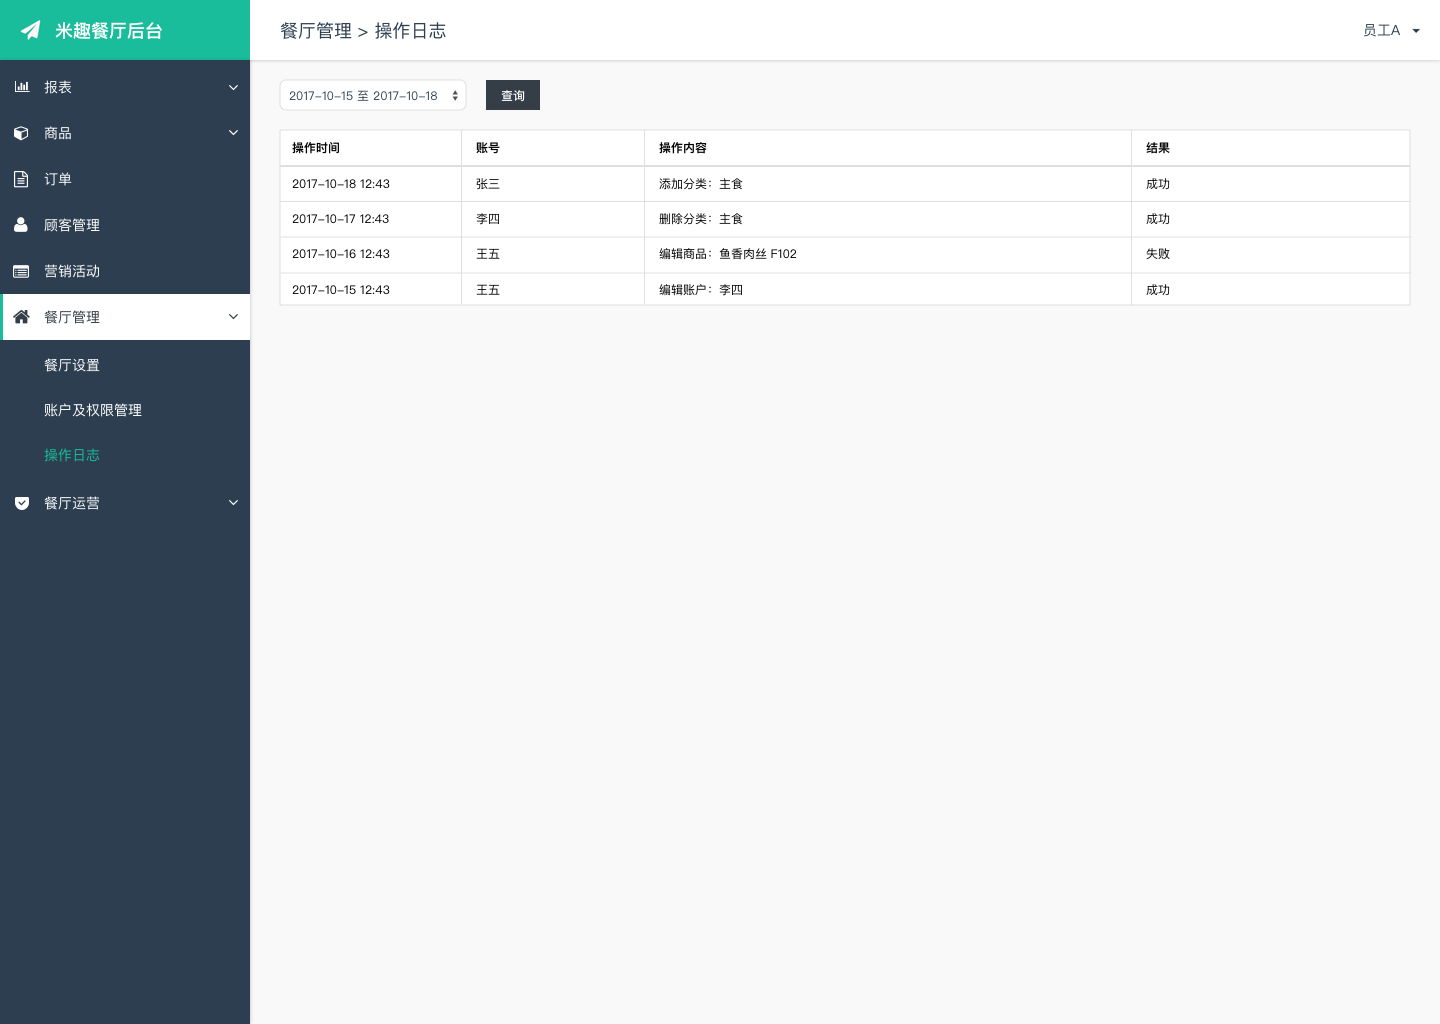 米趣餐厅后台
餐厅管理 > 操作日志
员工A
报表
商品
订单
顾客管理
营销活动
餐厅管理
餐厅设置
账户及权限管理
操作日志
餐厅运营
2017-10-15 至 2017-10-18
查询
操作时间 账号 操作内容 结果
2017-10-18 12:43 张三 添加分类：主食 成功
2017-10-17 12:43 李四 删除分类：主食 成功
2017-10-16 12:43 王五 编辑商品：鱼香肉丝 F102 失败
2017-10-15 12:43 王五 编辑账户：李四 成功